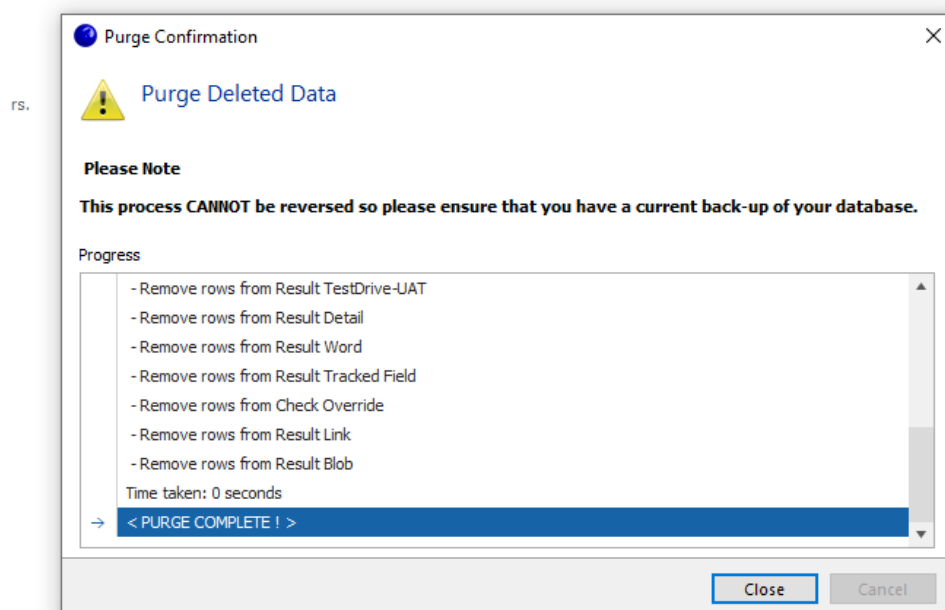 Purge Confirmation
Purge Deleted Data
rs.
Please Note
This process CANNOT be reversed so please ensure that you have a current back-up of your database.
Progress
- Remove rows from Result TestDrive-UAT
- Remove rows from Result Detail
- Remove rows from Result Word
- Remove rows from Result Tracked Field
- Remove rows from Check Override
- Remove rows from Result Link
- Remove rows from Result Blob
Time taken: 0 seconds
< PURGE COMPLETE ! >
Close
Cancel